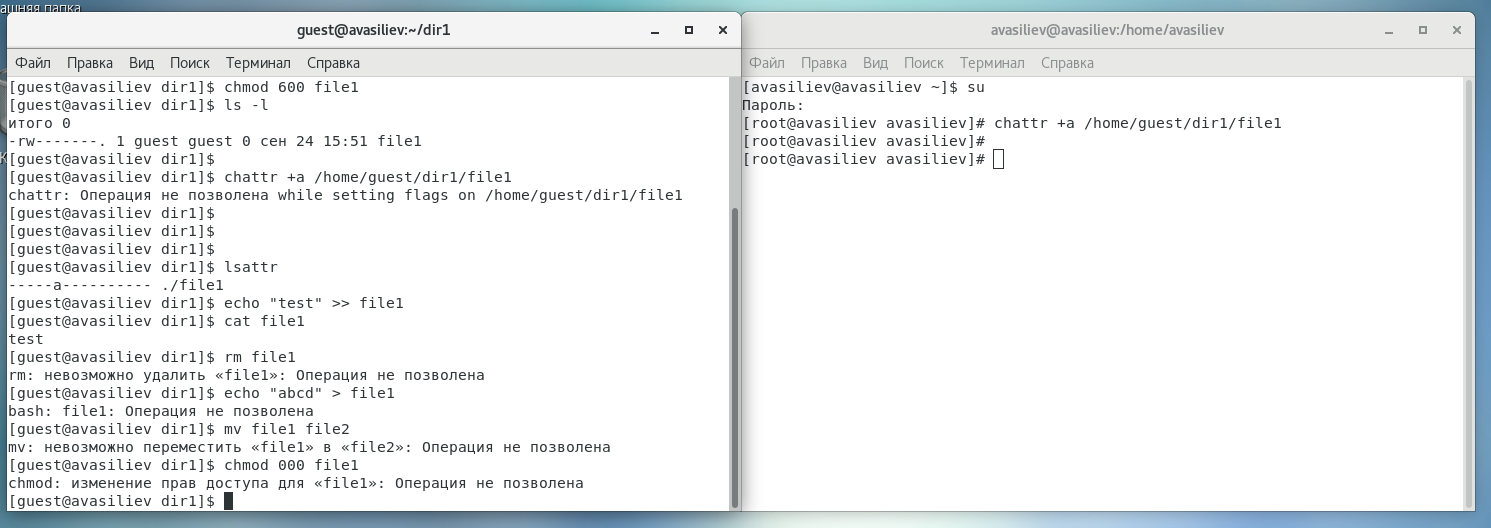 ашняя папка
guest@avasiliev:~/dir1
Файл Правка Вид Поиск Терминал Справка
[guest@avasiliev dir1]$ chmod 600 file1
[guest@avasiliev dir1]$ ls -l
итого 0
-rw-------. 1 guest guest 0 сен 24 15:51 file1
[guest@avasiliev dir1]$
[guest@avasiliev dir1]$ chattr +a /home/guest/dir1/file1
chattr: Операция не позволена while setting flags on /home/guest/dir1/file1
[guest@avasiliev dir1]$
[guest@avasiliev dir1]$
[guest@avasiliev dir1]$
[guest@avasiliev dir1]$ lsattr
-----a---------- ./file1
[guest@avasiliev dir1]$ echo "test" >> file1
[guest@avasiliev dir1]$ cat file1
test
[guest@avasiliev dir1]$ rm file1
rm: невозможно удалить «file1»: Операция не позволена
[guest@avasiliev dir1]$ echo "abcd" > file1
bash: file1: Операция не позволена
[guest@avasiliev dir1]$ mv file1 file2
mv: невозможно переместить «file1» в «file2»: Операция не позволена
[guest@avasiliev dir1]$ chmod 000 file1
chmod: изменение прав доступа для «file1»: Операция не позволена
[guest@avasiliev dir1]$
avasiliev@avasiliev:/home/avasiliev
Файл Правка Вид Поиск Терминал Справка
[avasiliev@avasiliev ~]$ su
Пароль:
[root@avasiliev avasiliev]# chattr +a /home/guest/dir1/file1
[root@avasiliev avasiliev]#
[root@avasiliev avasiliev]#